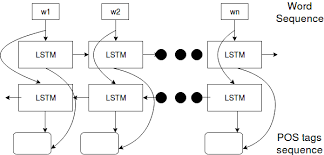 w1 w2 wn Word
Sequence
LSTM LSTM LSTM
LSTM LSTM LSTM
POS tags
sequence